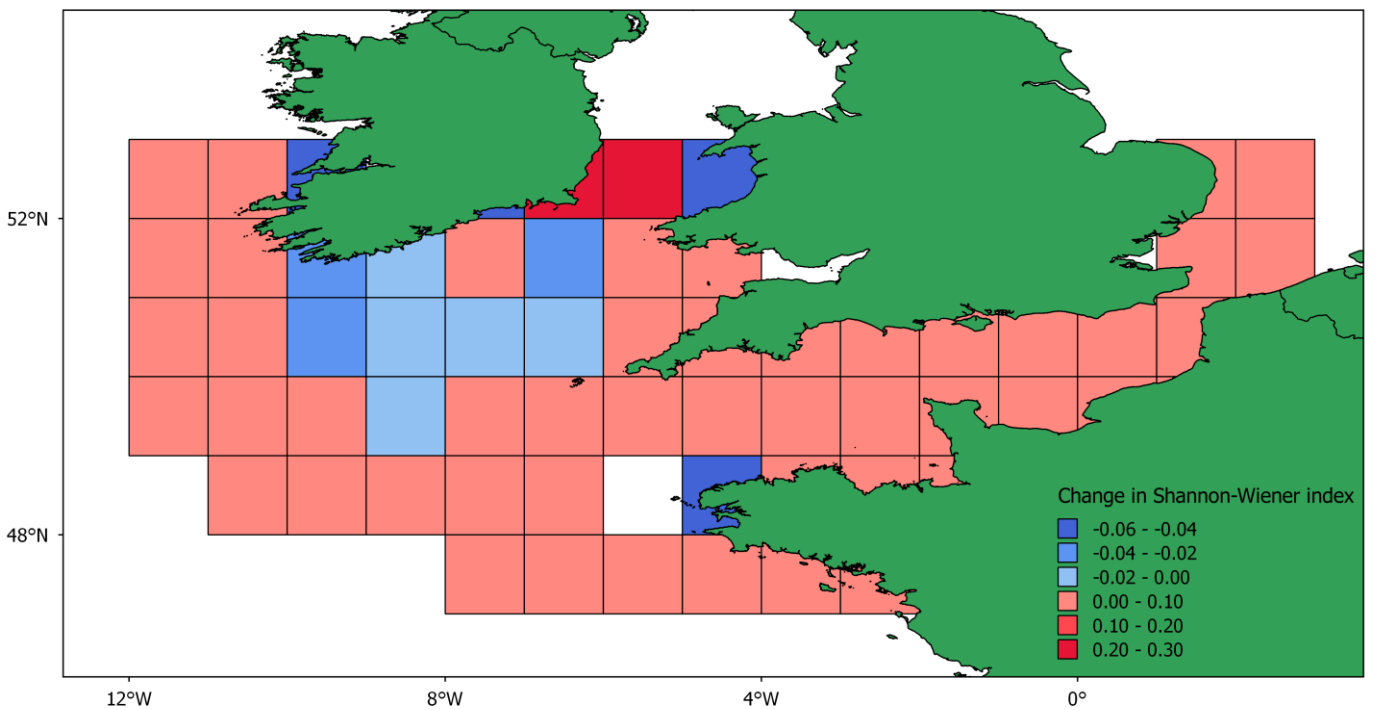 52°N
48°N
Change in Shannon-Wiener index
-0.06 - -0.04
-0.04 - -0.02
-0.02 - 0.00
0.00 - 0.10
0.10 - 0.20
0.20 - 0.30
12°W
8°W
4°W
0°